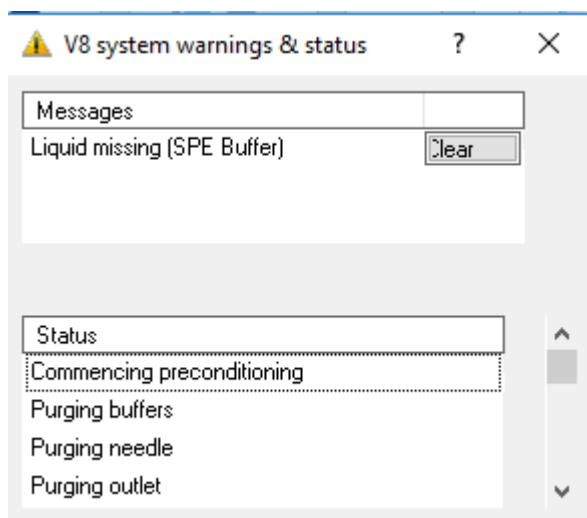 V8 system warnings & status ?
Messages
Liquid missing (SPE Buffer) Clear
Status
Commencing preconditioning
Purging buffers
Purging needle
Purging outlet